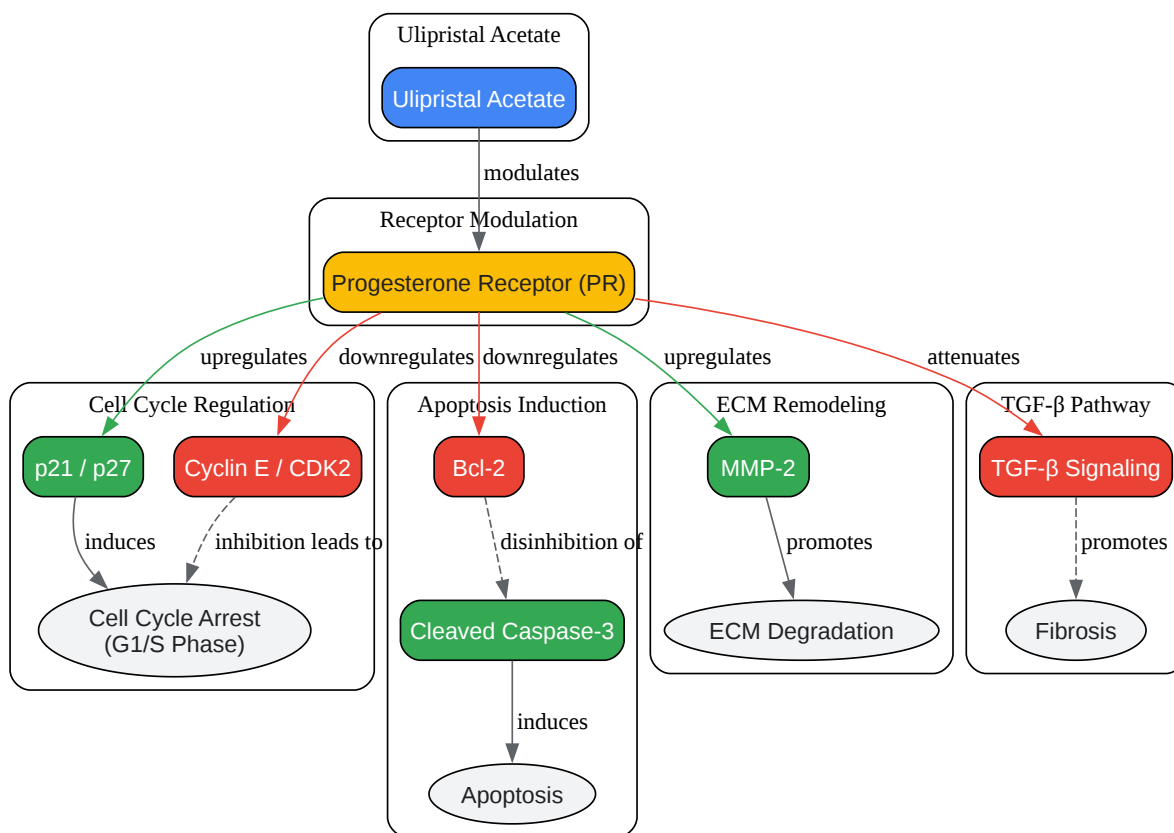 Ulipristal Acetate
Ulipristal Acetate
modulates
Receptor Modulation
Progesterone Receptor (PR)
upregulates
downregulates
downregulates
upregulates
attenuates
Cell Cycle Regulation
Apoptosis Induction
ECM Remodeling
TGF-β Pathway
p21 / p27
Cyclin E / CDK2
Bcl-2
MMP-2
TGF-β Signaling
induces
inhibition leads to
disinhibition of
promotes
promotes
Cell Cycle Arrest
(G1/S Phase)
Cleaved Caspase-3
ECM Degradation
Fibrosis
induces
Apoptosis